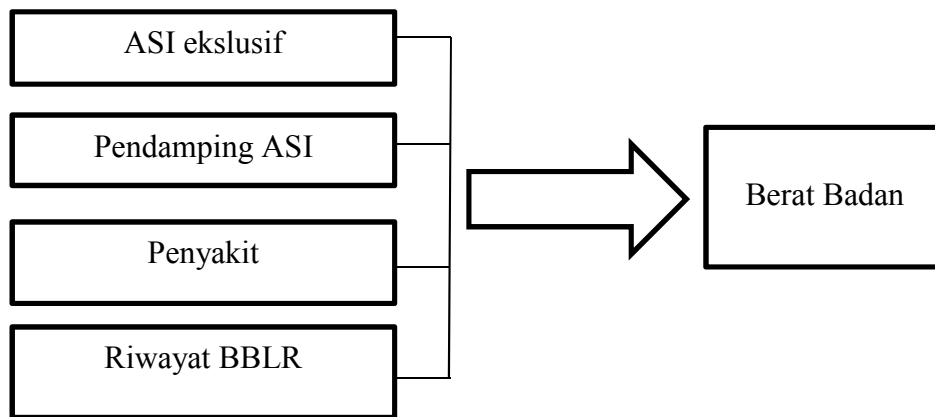 ASI ekslusif
Pendamping ASI
Penyakit
Riwayat BBLR
Berat Badan